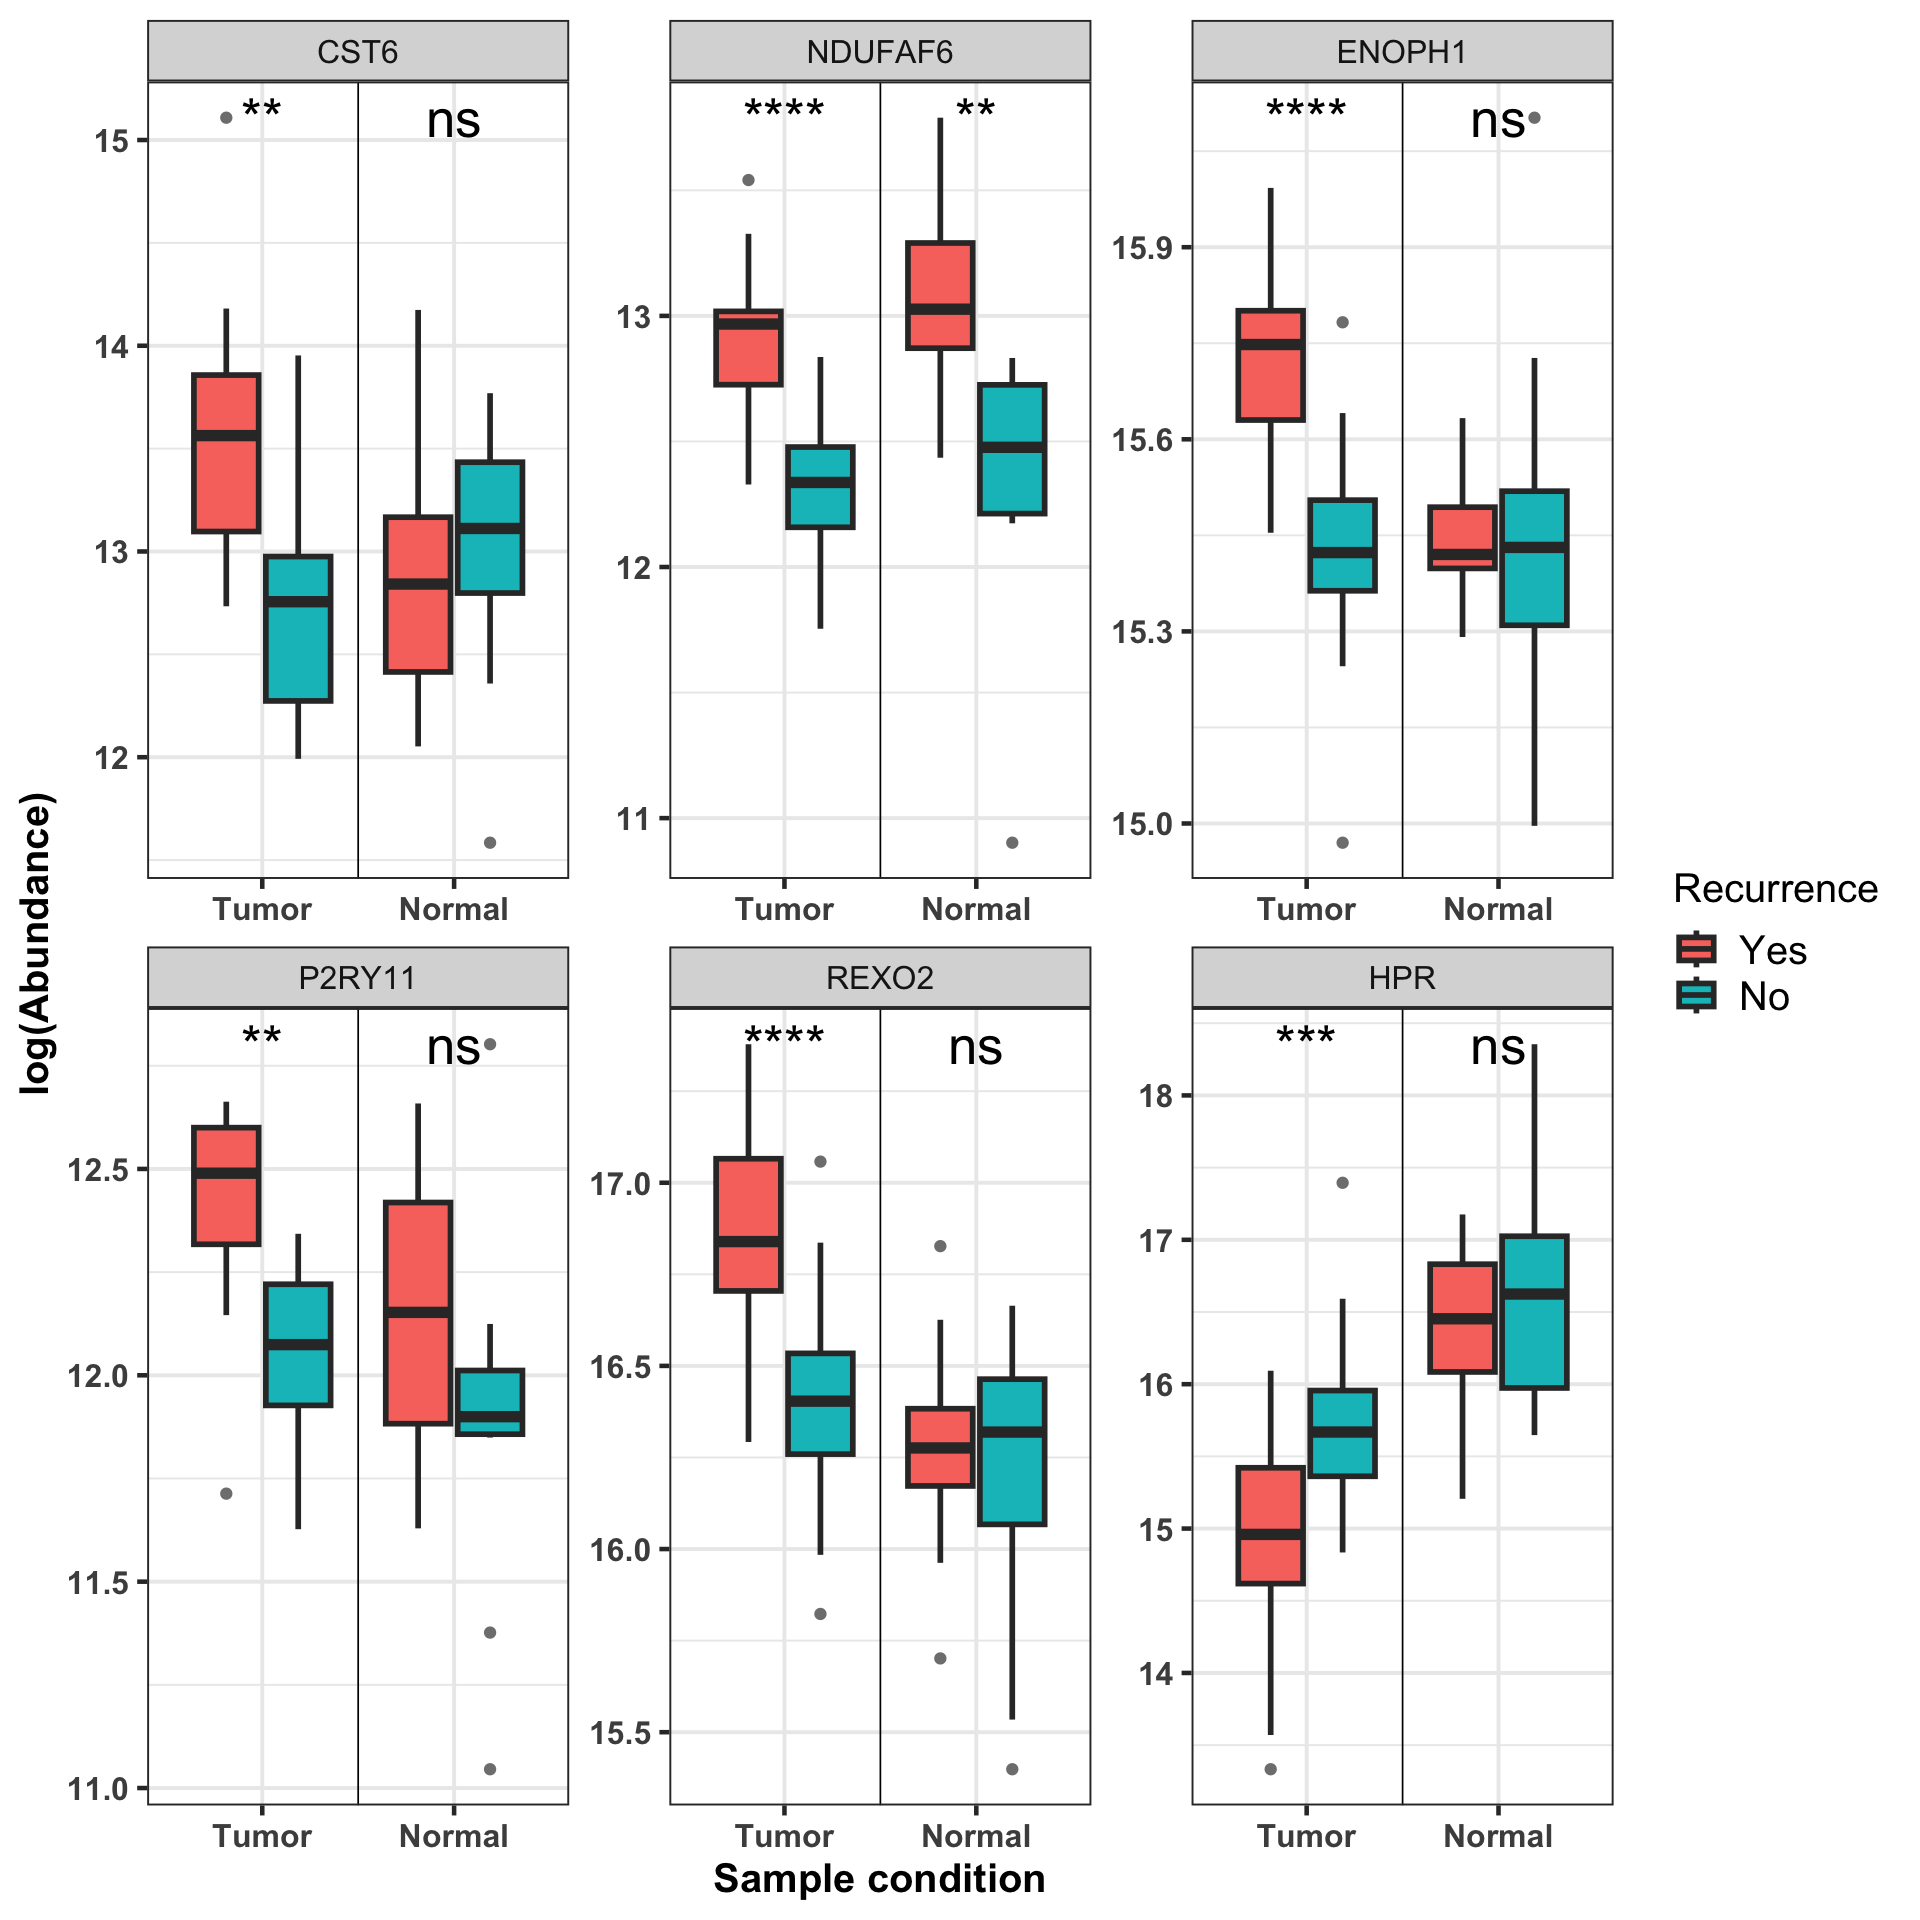 CST6
NDUFAF6
ENOPH1
** ns
**** **
**** ns
15
14
13
12
13
12
11
15.9
15.6
15.3
15.0
Tumor Normal
Tumor Normal
Tumor Normal
log(Abundance)
P2RY11
REXO2
HPR
** ns
**** ns
*** ns
12.5
12.0
11.5
11.0
17.0
16.5
16.0
15.5
18
17
16
15
14
Tumor Normal
Tumor Normal
Tumor Normal
Sample condition
Recurrence
Yes
No